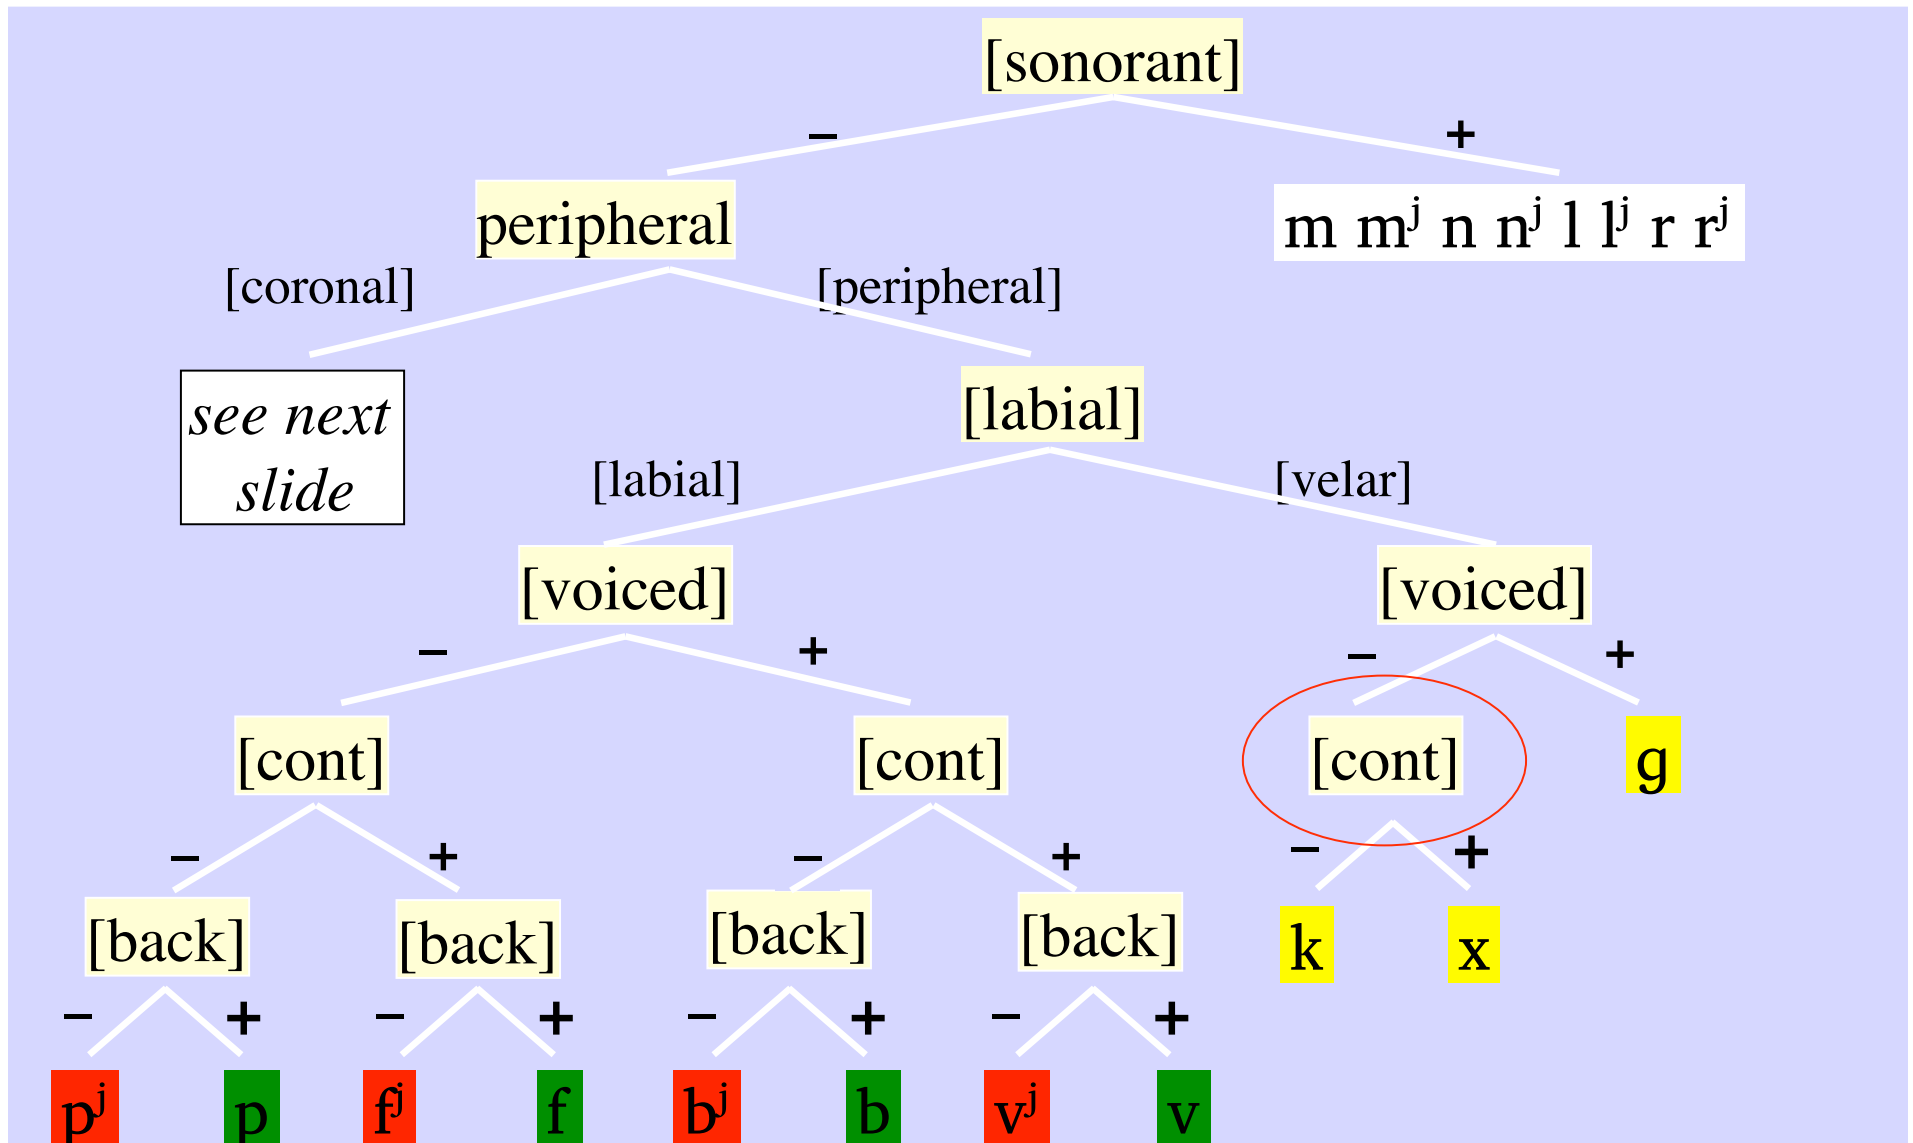 [sonorant]
– +
peripheral m mʲ n nʲ l lʲ r rʲ
[coronal] [peripheral]
see next
slide
[labial]
[labial] [velar]
[voiced] [voiced]
– + – +
[cont] [cont] [cont] g
– + – + – +
[back] [back] [back] [back] k x
– + – + – + – +
pʲ p fʲ f bʲ b vʲ v